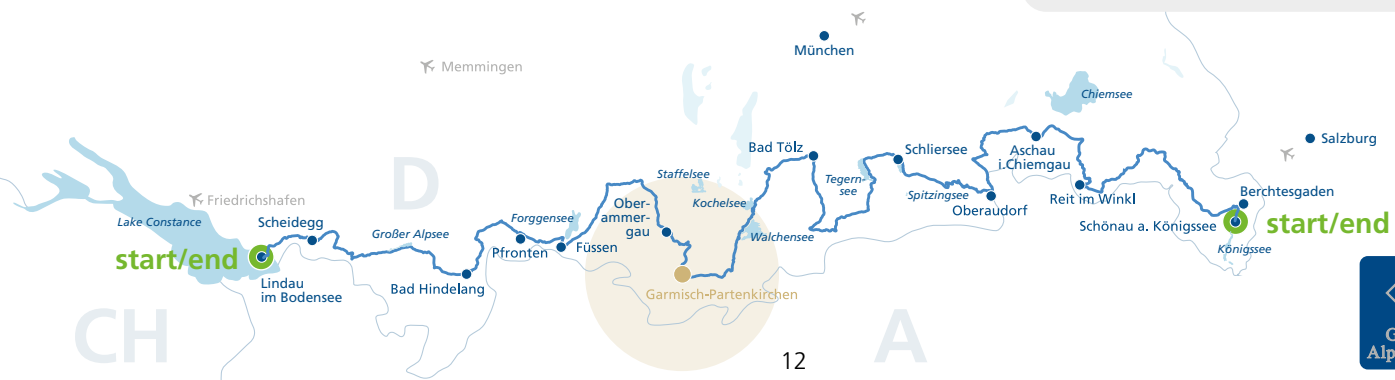 München
Memmingen
Chiemsee
Salzburg
Bad Tölz
Schliersee
Aschau
i.Chiemgau
Staffelsee
Tegern-
see
Friedrichshafen
D
Spitzingsee
Berchtesgaden
Ober-
ammer-
gau
Kochelsee
Oberaudorf
Reit im Winkl
Lake Constance
Scheidegg
Forggensee
Schönau a. Königssee
start/end
Großer Alpsee
Walchensee
Füssen
Pfronten
Königssee
start/end
Lindau
im Bodensee
Bad Hindelang
Garmisch-Partenkirchen
CH
A
12